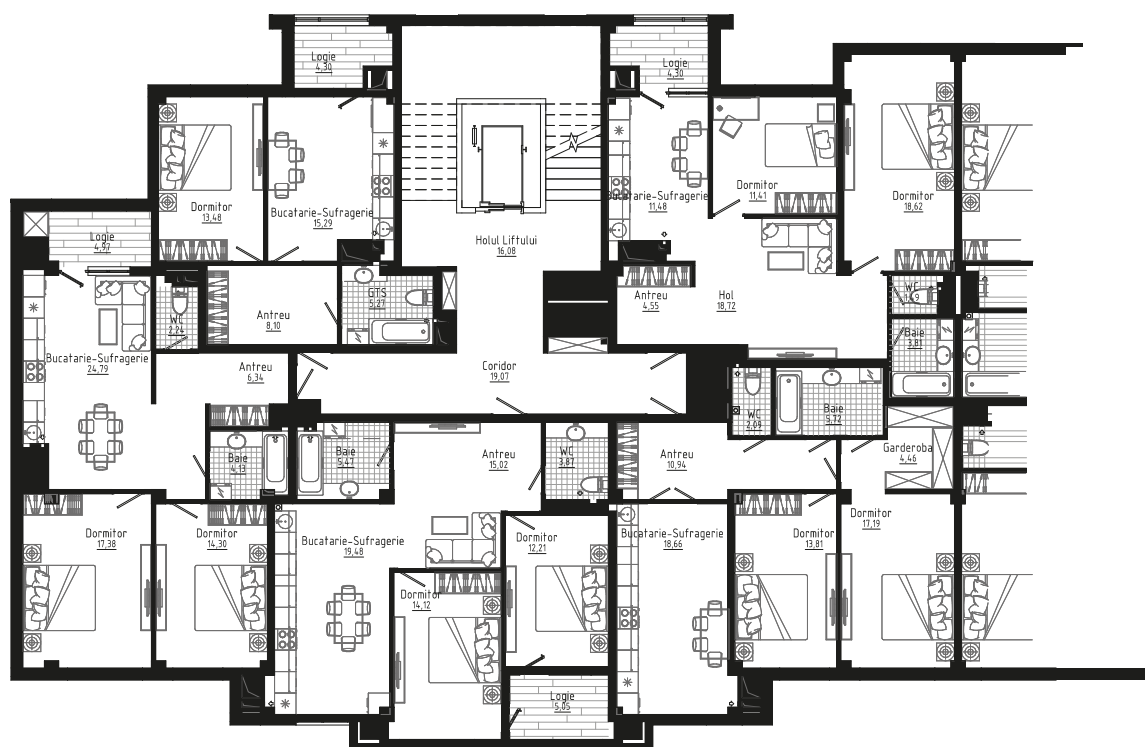 Logie
4,30
Logie
4,30
Dormitor
13,48
Bucatarie-Sufragerie
15,29
Bucatarie-Sufragerie
11,48
Dormitor
11,41
Dormitor
18,62
Logie
4,97
Holul Liftului
16,08
WC
2,24
Antreu
8,10
GTS
5,27
Antreu
4,55
Hol
18,72
WC
Baie
3,81
Bucatarie-Sufragerie
24,79
Antreu
6,34
Coridor
19,07
WC
2,09
Baie
5,72
Baie
4,13
Baie
5,47
Antreu
15,02
WC
3,87
Antreu
10,94
Garderoba
4,46
Dormitor
17,38
Dormitor
14,30
Bucatarie-Sufragerie
19,48
Dormitor
12,21
Bucatarie-Sufragerie
18,66
Dormitor
13,81
Dormitor
17,19
Dormitor
14,12
Logie
5,05